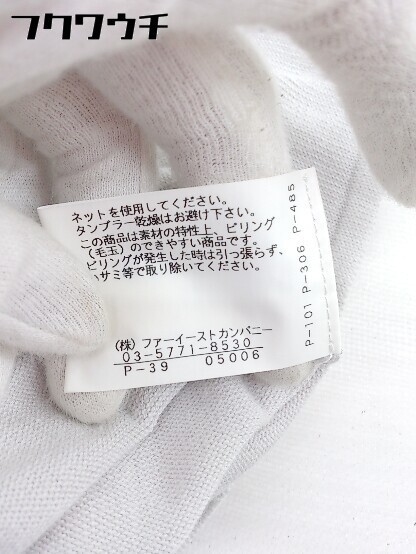 フクワウチ
ネットを使用してください。
タンブラー乾燥はお避け下さい。
この商品は素材の特性上、ピリング
(毛玉)のできやすい商品です。
ピリングが発生した時は引っ張らず、
ハサミ等で取り除いてください。
(株)ファーイーストカンパニー
03-5771-8530
P-39 05006
P-101 P-306 P-485